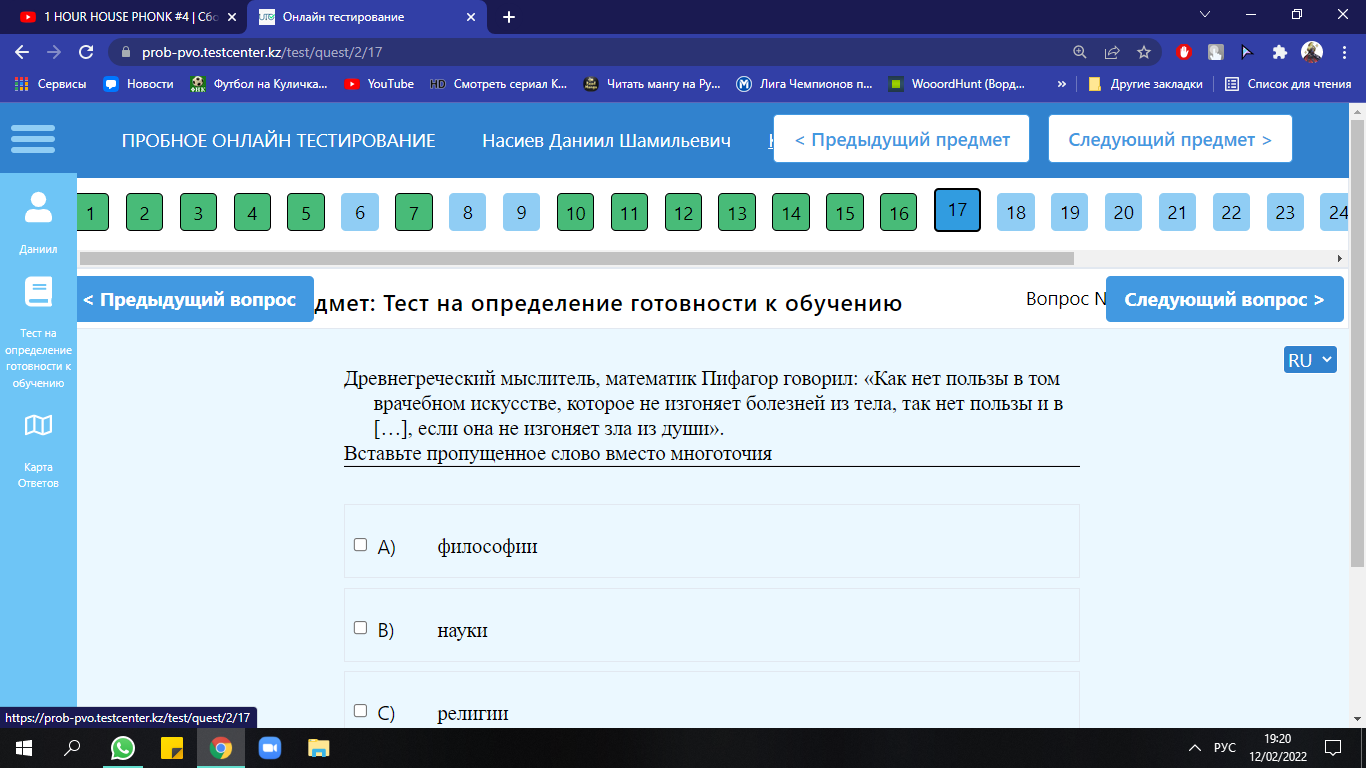 1 HOUR HOUSE PHONK #4 | Сбо
Онлайн тестирование
prob-pvo.testcenter.kz/test/quest/2/17
Сервисы
Новости
Футбол на Куличка...
YouTube
HD Смотреть сериал К...
Читать мангу на Ру...
Лига Чемпионов п...
WooordHunt (Ворд...
»
Другие закладки
Список для чтения
ПРОБНОЕ ОНЛАЙН ТЕСТИРОВАНИЕ
Насиев Даниил Шамильевич
< Предыдущий предмет
Следующий предмет >
1 2 3 4 5 6 7 8 9 10 11 12 13 14 15 16 17 18 19 20 21 22 23 24
Даниил
Тест на
определение
готовности к
обучению
Карта
Ответов
< Предыдущий вопрос
дмет: Тест на определение готовности к обучению
Вопрос N
Следующий вопрос >
RU
Древнегреческий мыслитель, математик Пифагор говорил: «Как нет пользы в том
врачебном искусстве, которое не изгоняет болезней из тела, так нет пользы и в
[…], если она не изгоняет зла из души».
Вставьте пропущенное слово вместо многоточия
A) философии
B) науки
C) религии
https://prob-pvo.testcenter.kz/test/quest/2/17
РУС
19:20
12/02/2022